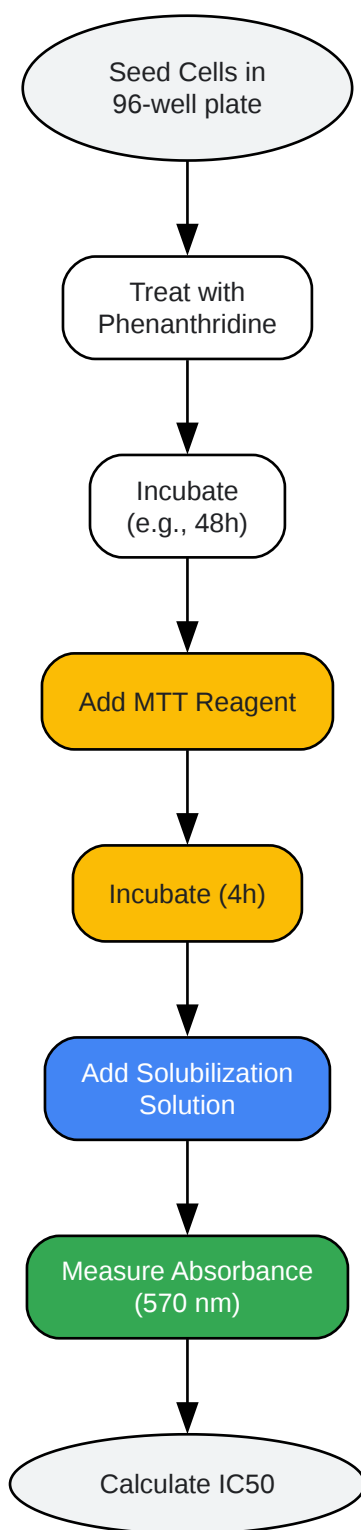 Seed Cells in
96-well plate
Treat with
Phenanthridine
Incubate
(e.g., 48h)
Add MTT Reagent
Incubate (4h)
Add Solubilization
Solution
Measure Absorbance
(570 nm)
Calculate IC50